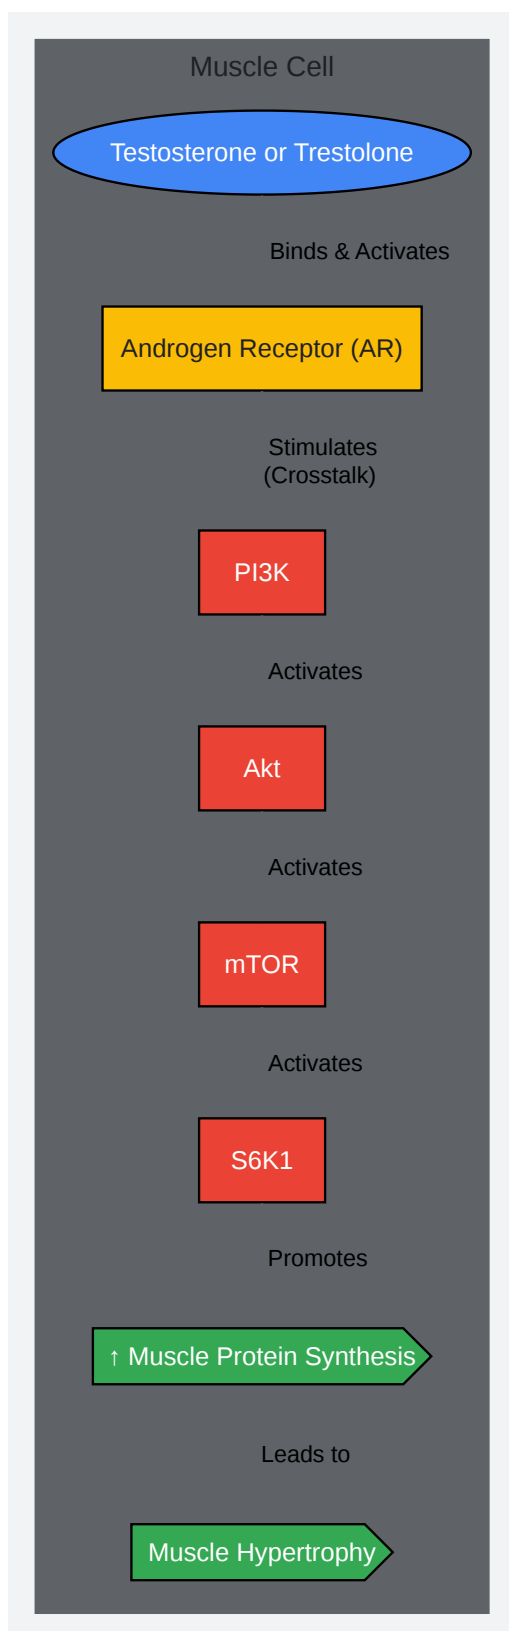 Muscle Cell
Testosterone or Trestolone
Binds & Activates
Androgen Receptor (AR)
Stimulates
(Crosstalk)
PI3K
Activates
Akt
Activates
mTOR
Activates
S6K1
Promotes
↑ Muscle Protein Synthesis
Leads to
Muscle Hypertrophy